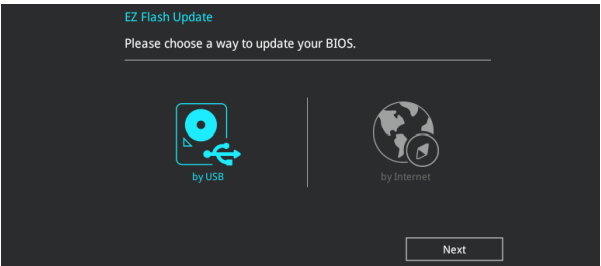 EZ Flash Update
Please choose a way to update your BIOS.
by USB
by Internet
Next